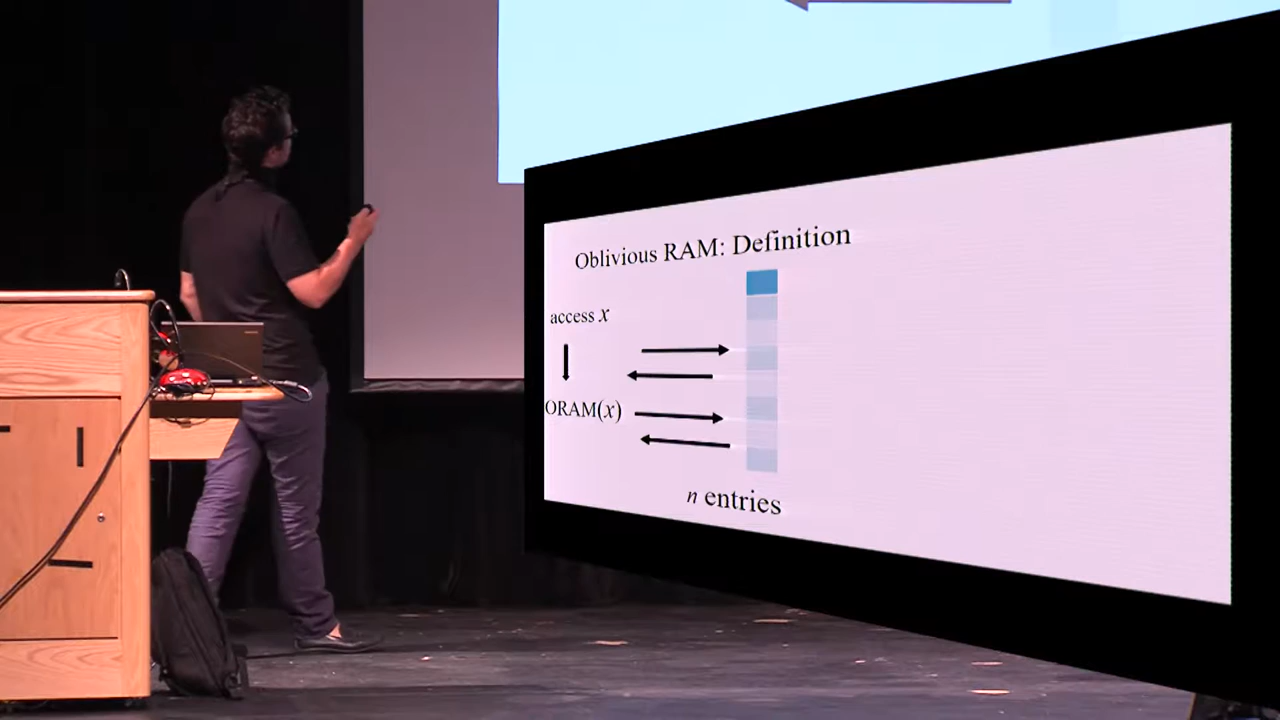 Oblivious RAM: Definition
access x
ORAM(x)
n entries